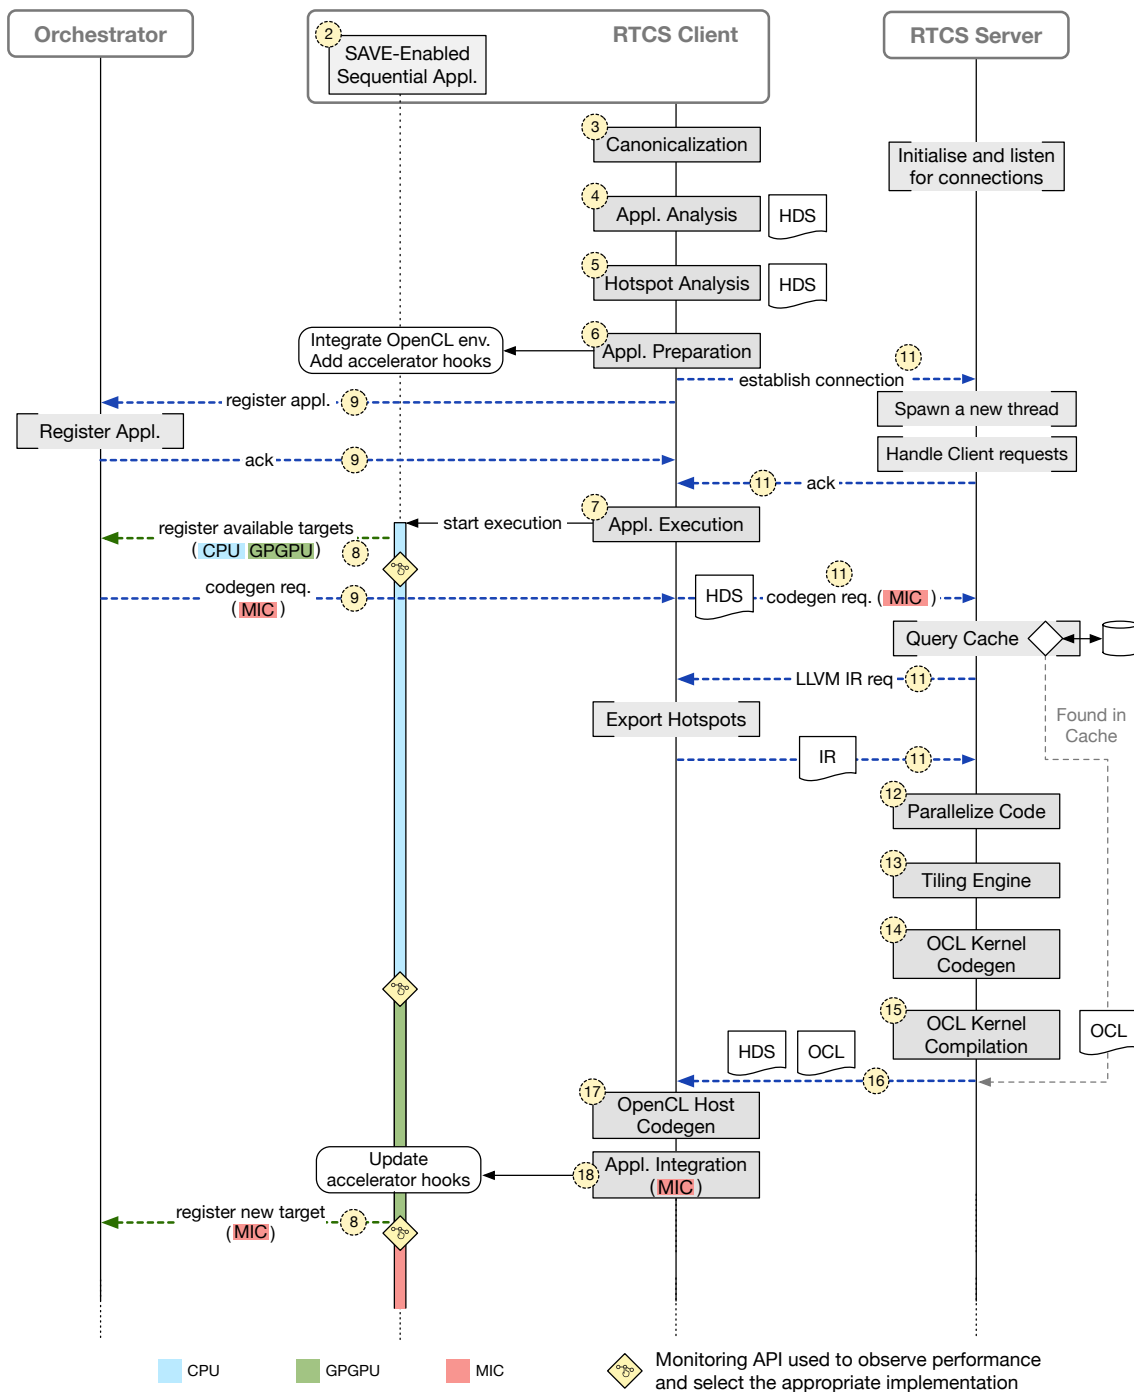 Orchestrator
2
SAVE-Enabled
Sequential Appl.
RTCS Client
RTCS Server
3
Canonicalization
Initialise and listen
for connections
4
Appl. Analysis
HDS
5
Hotspot Analysis
HDS
Integrate OpenCL env.
Add accelerator hooks
6
Appl. Preparation
11
establish connection
register appl.
9
Spawn a new thread
Register Appl.
Handle Client requests
ack
9
11
ack
7
Appl. Execution
start execution
register available targets
(CPU GPGPU)
8
codegen req.
(MIC)
9
HDS
11
codegen req. (MIC)
Query Cache
LLVM IR req
11
Export Hotspots
Found in
Cache
IR
11
12
Parallelize Code
13
Tiling Engine
14
OCL Kernel
Codegen
15
OCL Kernel
Compilation
OCL
HDS
OCL
16
17
OpenCL Host
Codegen
Update
accelerator hooks
18
Appl. Integration
(MIC)
register new target
(MIC)
8
CPU
GPGPU
MIC
Monitoring API used to observe performance
and select the appropriate implementation